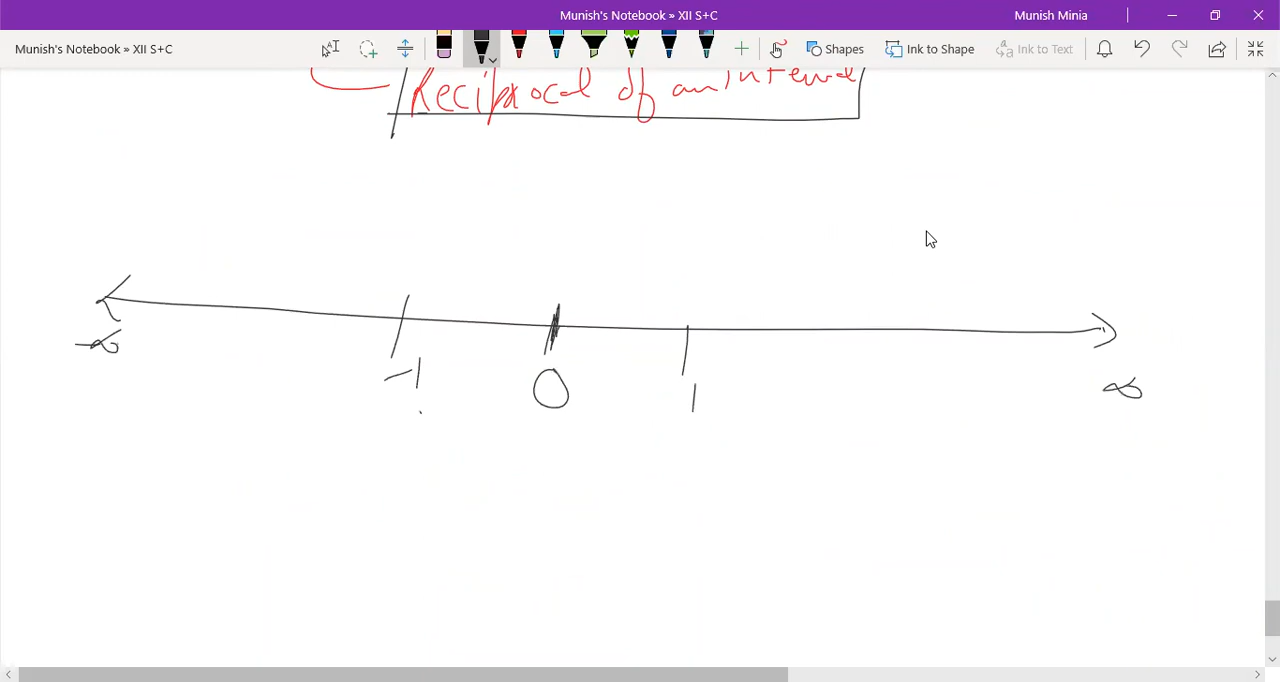 Munish's Notebook » XII S+C
Munish Minia
Munish's Notebook » XII S+C
Shapes
Ink to Shape
Ink to Text
Reciprocal of an interval
-∞
-1
0
1
∞